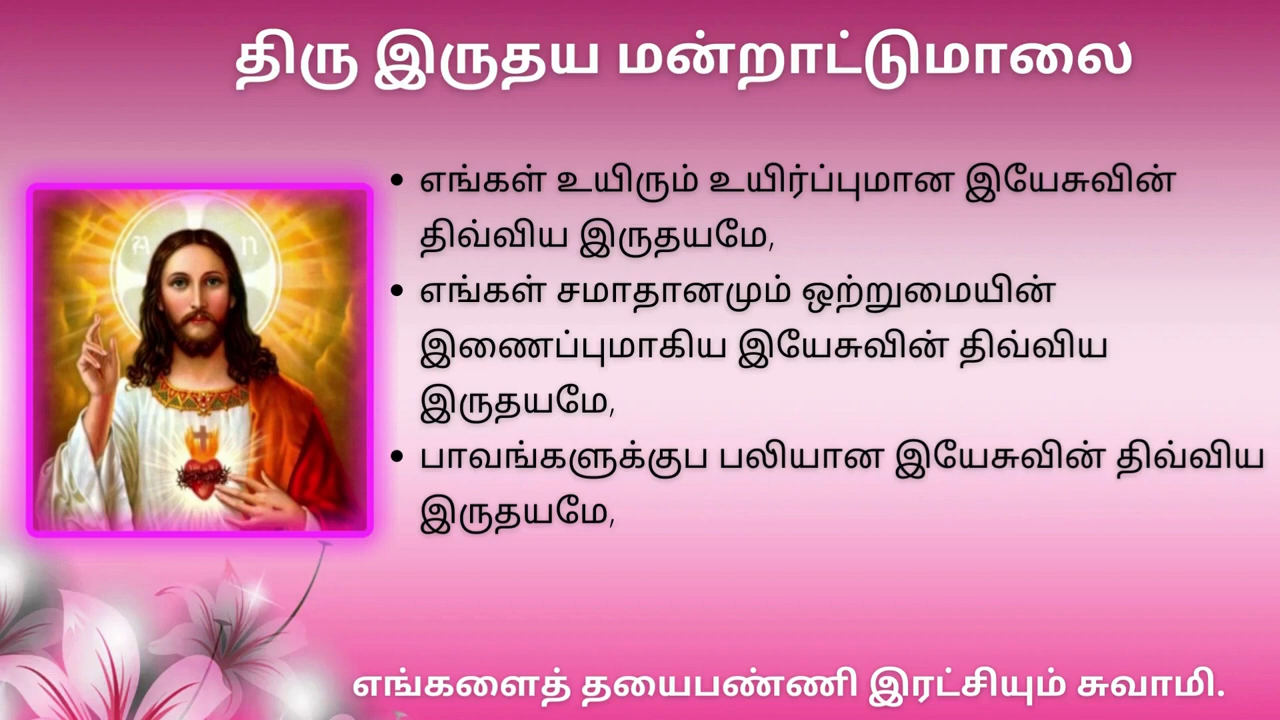 திரு இருதய மன்றாட்டுமாலை
A Ω
• எங்கள் உயிரும் உயிர்ப்புமான இயேசுவின்
திவ்விய இருதயமே,
• எங்கள் சமாதானமும் ஒற்றுமையின்
இணைப்புமாகிய இயேசுவின் திவ்விய
இருதயமே,
• பாவங்களுக்குப பலியான இயேசுவின் திவ்விய
இருதயமே,
எங்களைத் தயைபண்ணி இரட்சியும் சுவாமி.